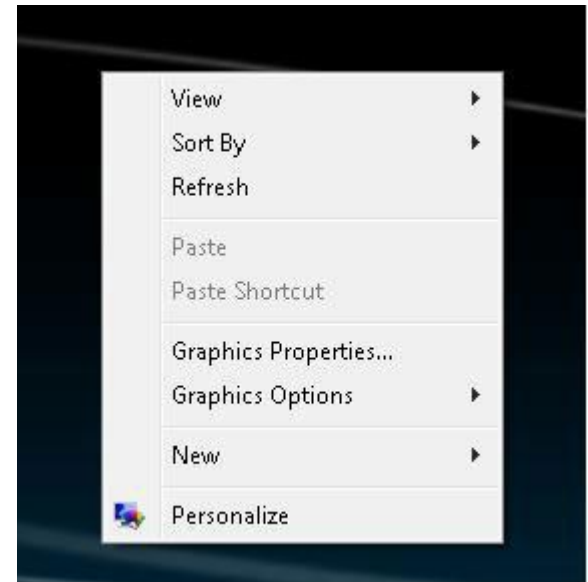 View
Sort By
Refresh
Paste
Paste Shortcut
Graphics Properties...
Graphics Options
New
Personalize